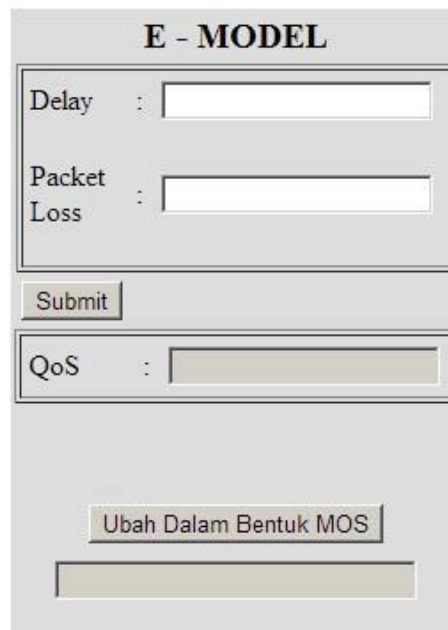 E - MODEL
Delay :
Packet
Loss :
Submit
QoS :
Ubah Dalam Bentuk MOS